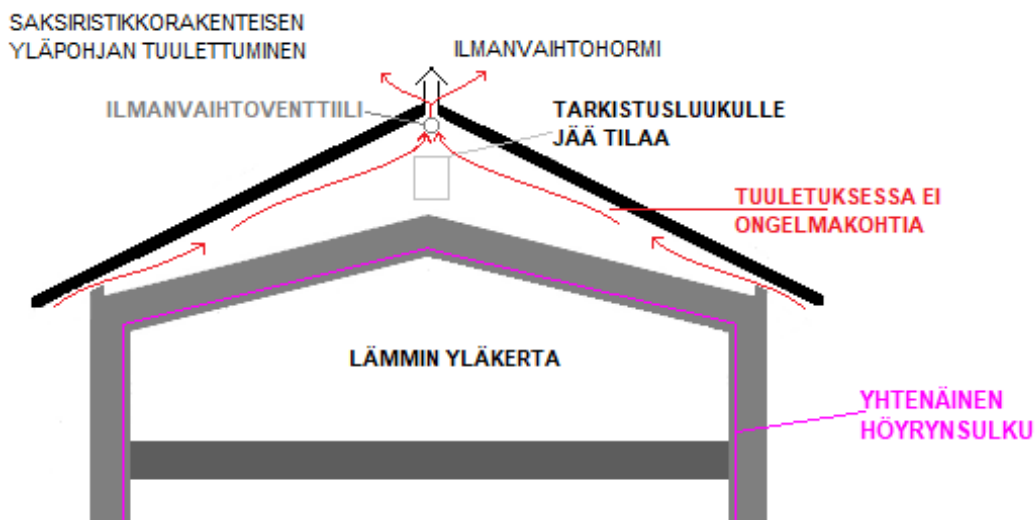 SAKSIRISTIKKORAKENTEISEN
YLÄPOHJAN TUULETTUMINEN
ILMANVAIHTOHORMI
ILMANVAIHTOVENTTIILI
TARKISTUSLUUKULLE
JÄÄ TILAA
TUULETUKSESSA EI
ONGELMAKOHTIA
LÄMMIN YLÄKERTA
YHTENÄINEN
HÖYRYNSULKU